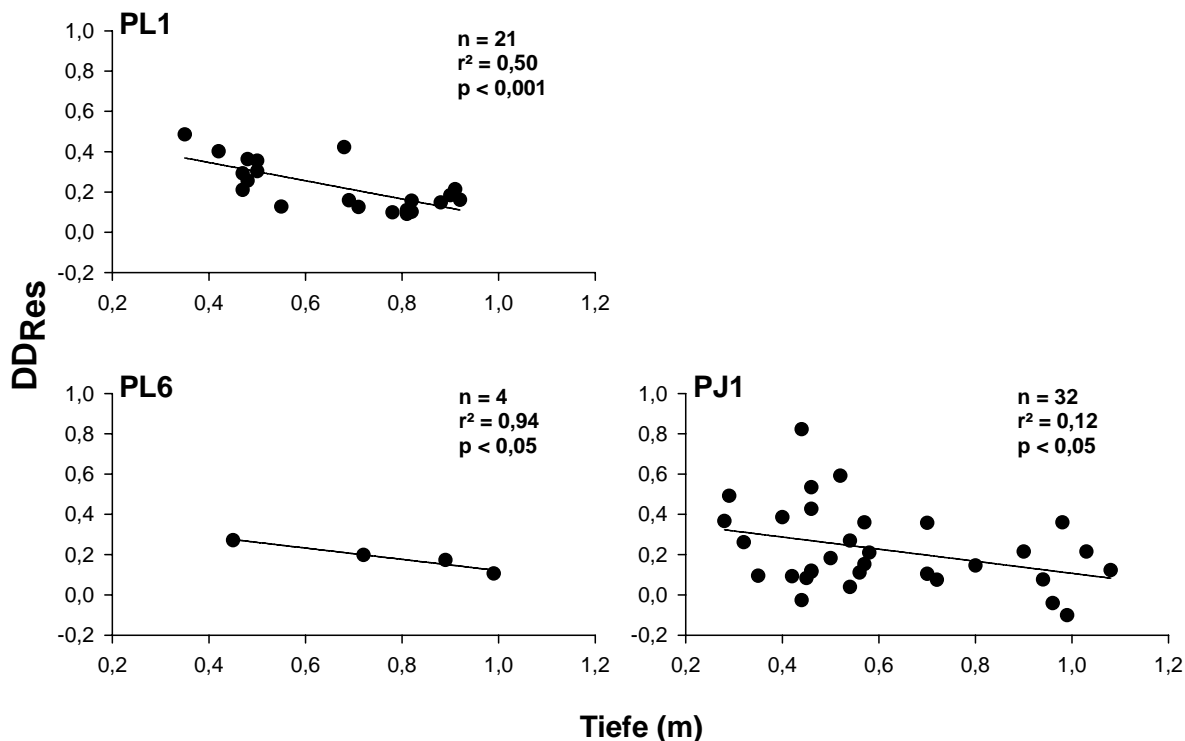 PL1
n = 21
r² = 0,50
p < 0,001
1,0
0,8
0,6
0,4
0,2
0,0
-0,2
0,2 0,4 0,6 0,8 1,0 1,2
DDRes
PL6
n = 4
r² = 0,94
p < 0,05
1,0
0,8
0,6
0,4
0,2
0,0
-0,2
0,2 0,4 0,6 0,8 1,0 1,2
PJ1
n = 32
r² = 0,12
p < 0,05
1,0
0,8
0,6
0,4
0,2
0,0
-0,2
0,2 0,4 0,6 0,8 1,0 1,2
Tiefe (m)